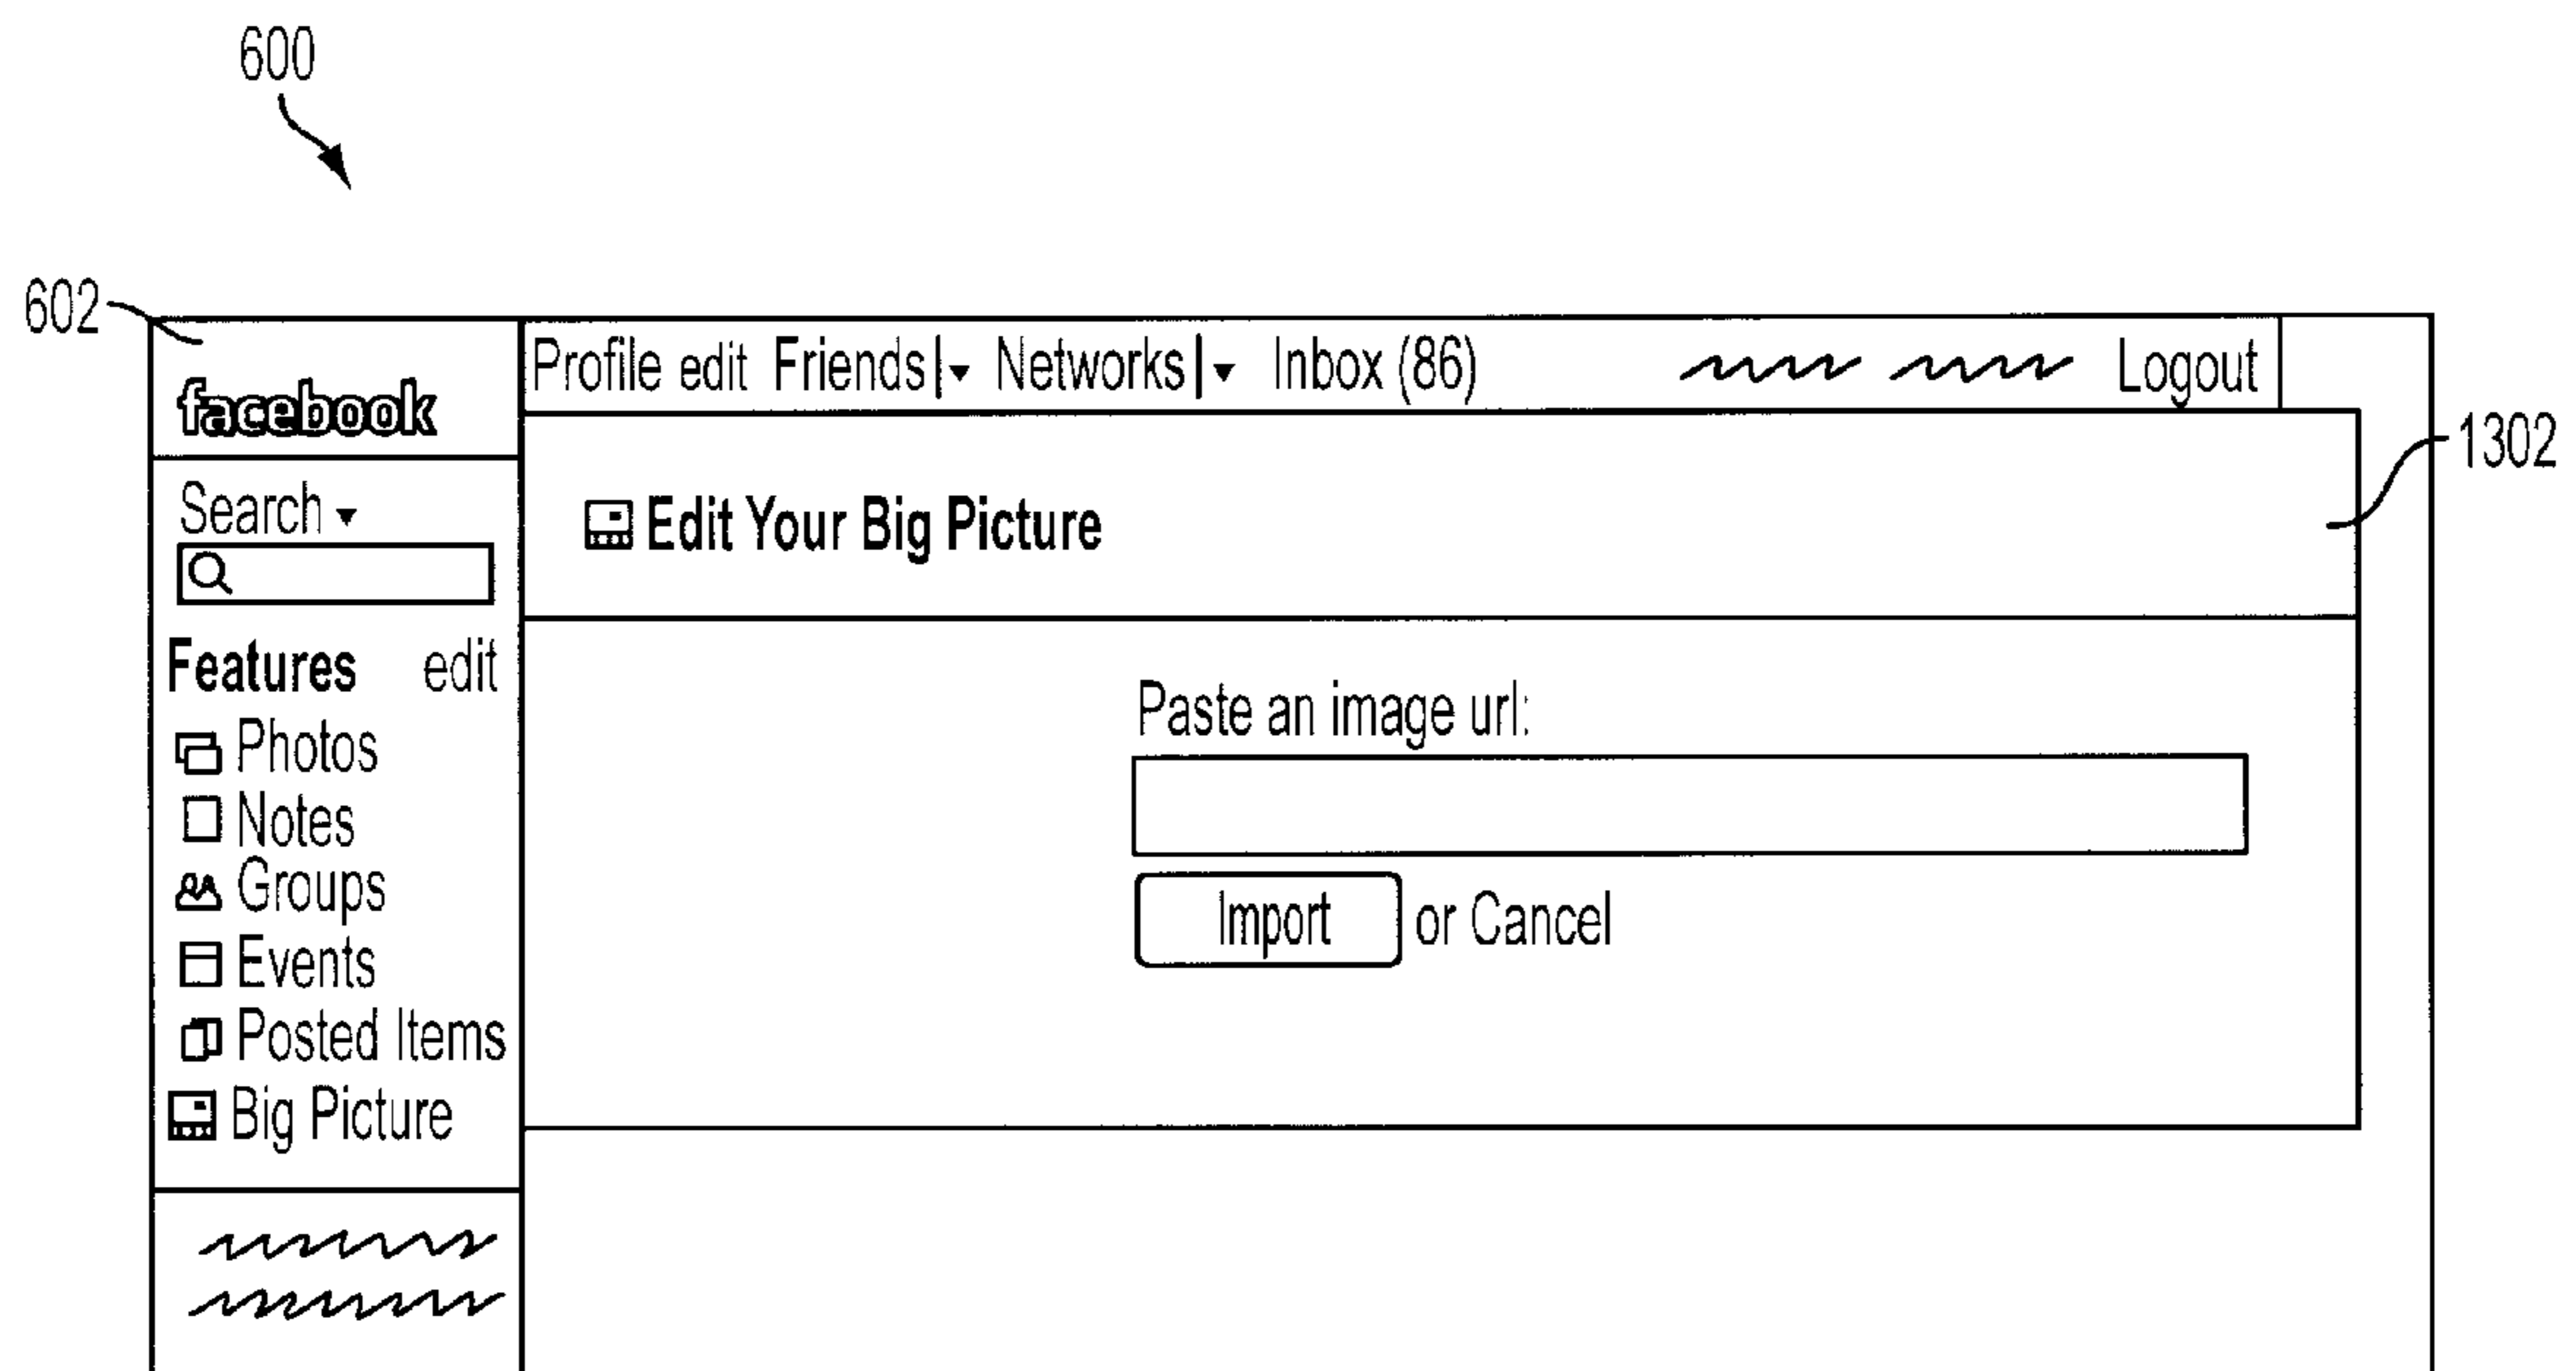 600
602
facebook
Profile edit Friends Networks Inbox (86) Logout
1302
Search
Edit Your Big Picture
Features edit
Photos
Notes
Groups
Events
Posted Items
Big Picture
Paste an image url:
Import or Cancel